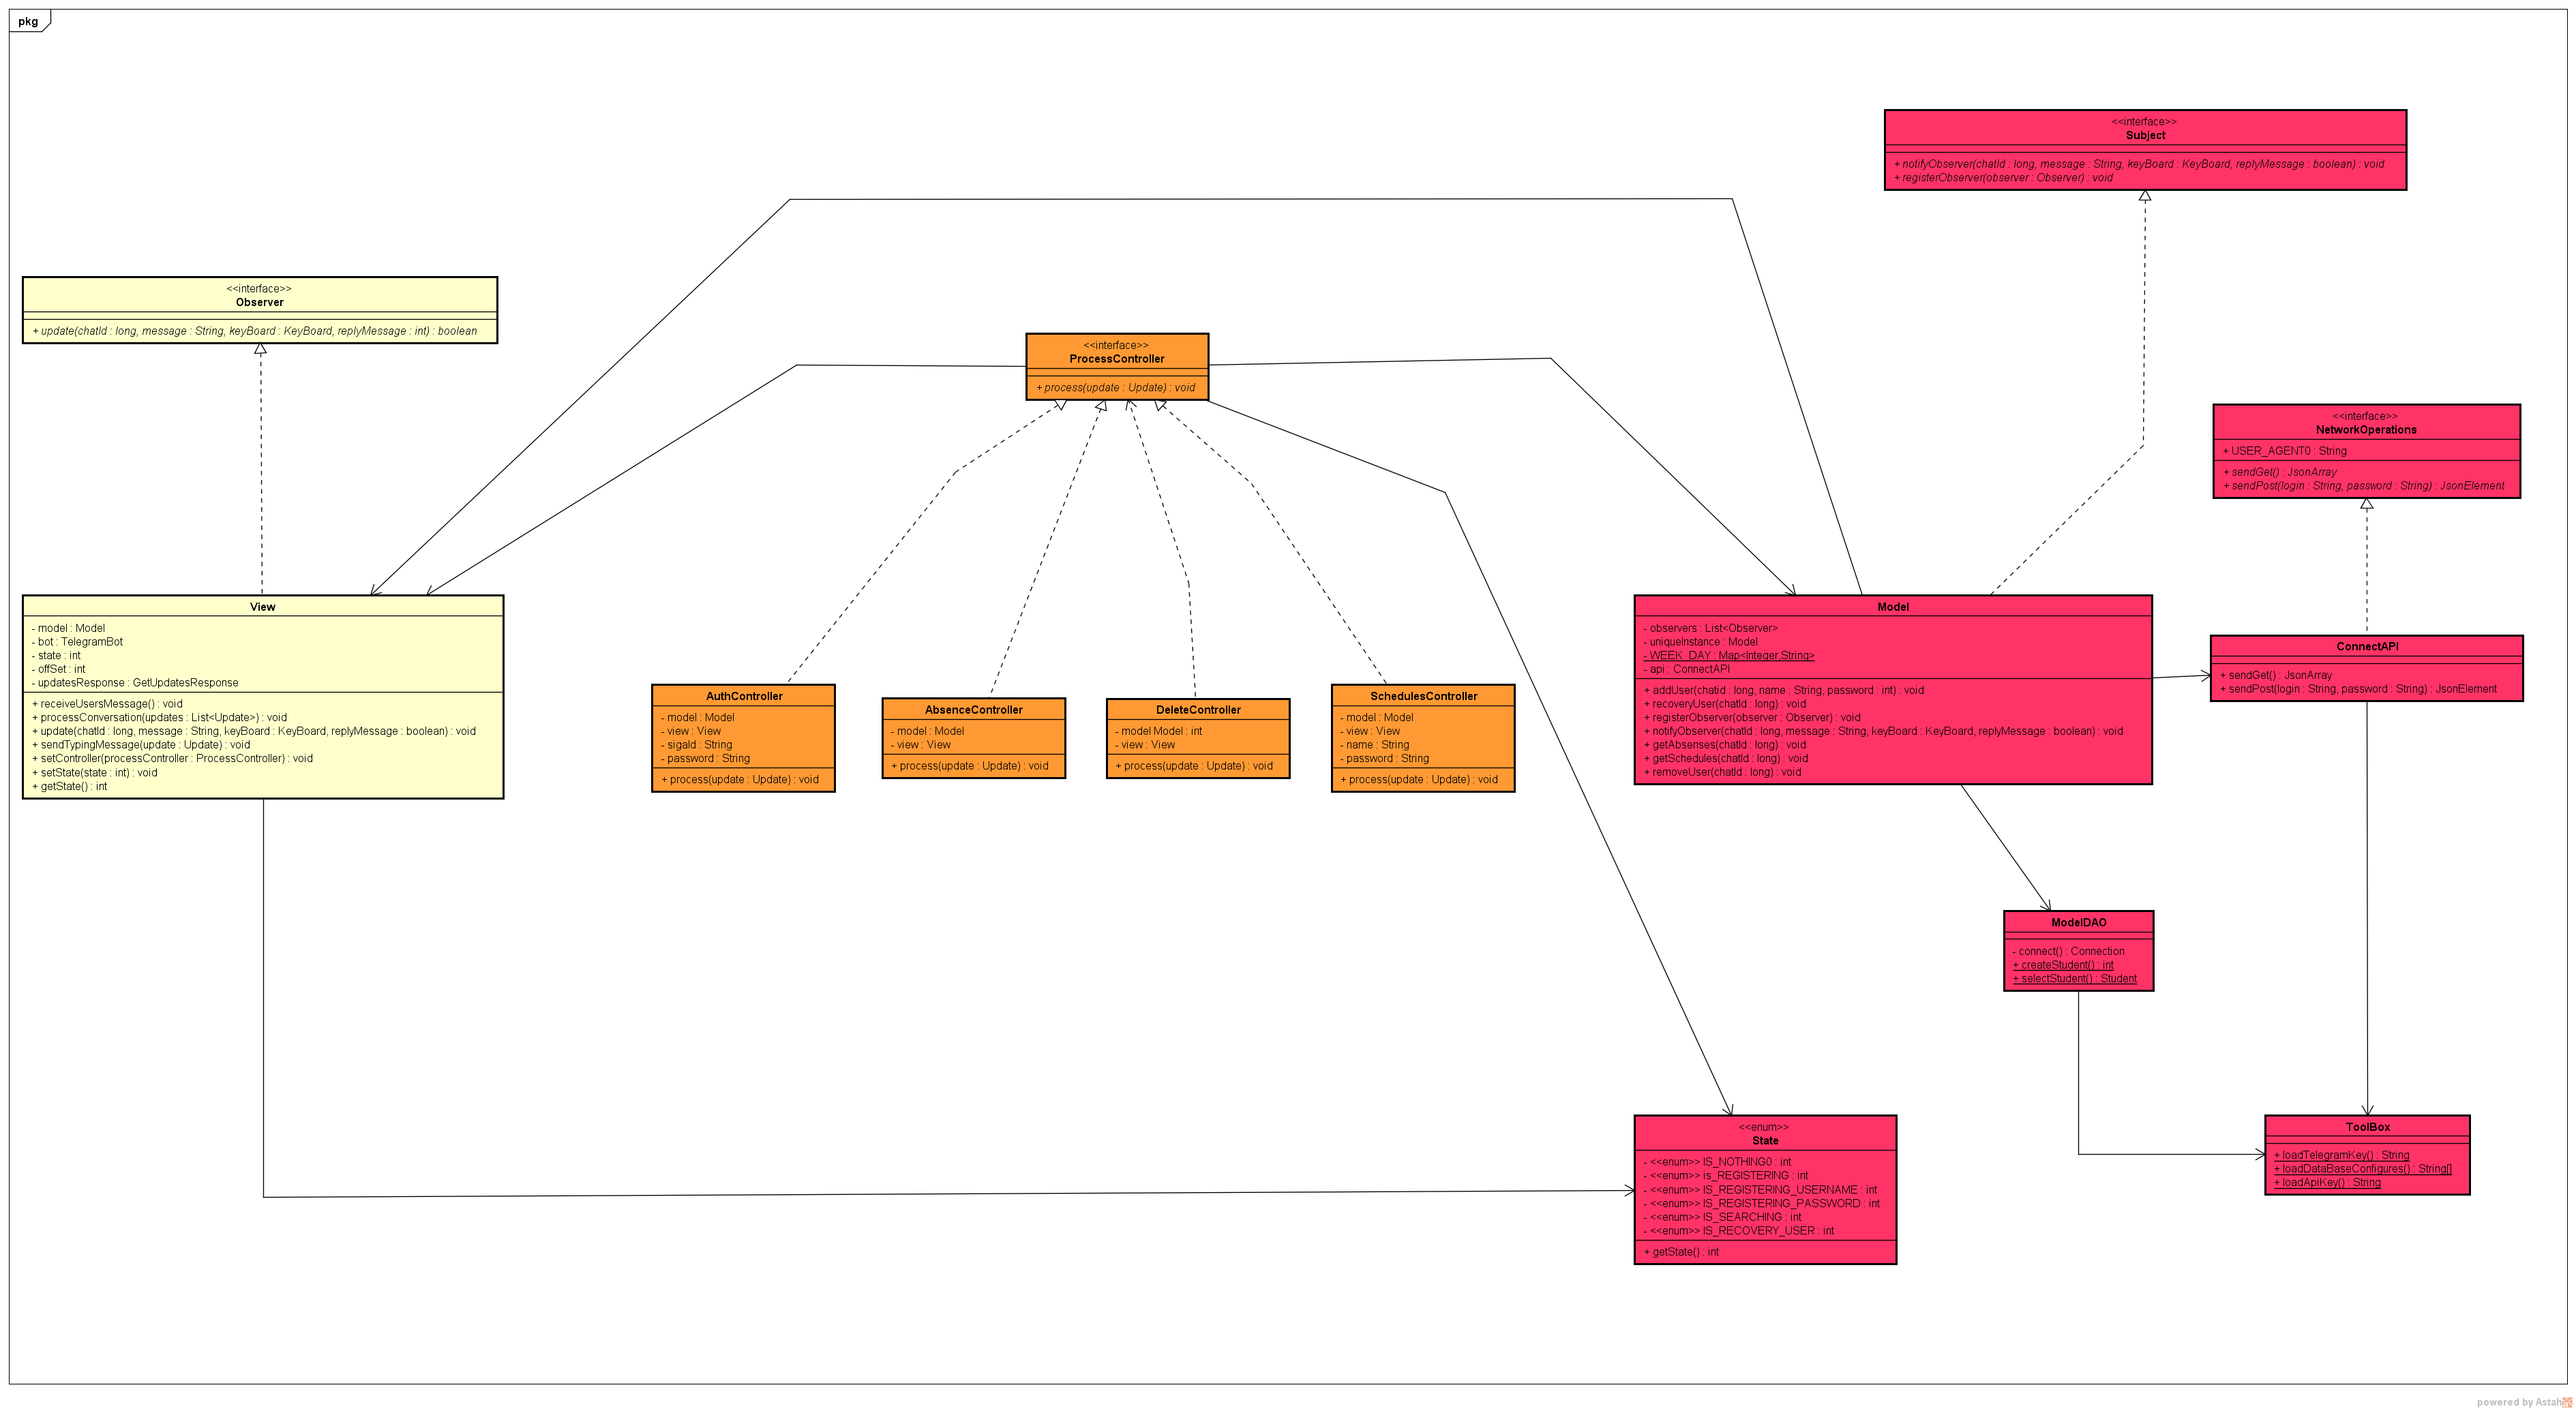 pkg
<<interface>>
Subject
+ notifyObserver(chatId : long, message : String, keyBoard : KeyBoard, replyMessage : boolean) : void
+ registerObserver(observer : Observer) : void
<<interface>>
Observer
+ update(chatId : long, message : String, keyBoard : KeyBoard, replyMessage : int) : boolean
<<interface>>
ProcessController
+ process(update : Update) : void
<<interface>>
NetworkOperations
+ USER_AGENT0 : String
+ sendGet() : JsonArray
+ sendPost(login : String, password : String) : JsonElement
View
- model : Model
- bot : TelegramBot
- state : int
- offSet : int
- updatesResponse : GetUpdatesResponse
+ receiveUsersMessage() : void
+ processConversation(updates : List<Update>) : void
+ update(chatId : long, message : String, keyBoard : KeyBoard, replyMessage : boolean) : void
+ sendTypingMessage(update : Update) : void
+ setController(processController : ProcessController) : void
+ setState(state : int) : void
+ getState() : int
AuthController
- model : Model
- view : View
- sigaId : String
- password : String
+ process(update : Update) : void
AbsenceController
- model : Model
- view : View
+ process(update : Update) : void
DeleteController
- model Model : int
- view : View
+ process(update : Update) : void
SchedulesController
- model : Model
- view : View
- name : String
- password : String
+ process(update : Update) : void
Model
- observers : List<Observer>
- uniqueInstance : Model
- WEEK_DAY : Map<Integer,String>
- api : ConnectAPI
+ addUser(chatid : long, name : String, password : int) : void
+ recoveryUser(chatId : long) : void
+ registerObserver(observer : Observer) : void
+ notifyObserver(chatId : long, message : String, keyBoard : KeyBoard, replyMessage : boolean) : void
+ getAbsenses(chatId : long) : void
+ getSchedules(chatId : long) : void
+ removeUser(chatId : long) : void
ConnectAPI
+ sendGet() : JsonArray
+ sendPost(login : String, password : String) : JsonElement
ModelDAO
- connect() : Connection
+ createStudent() : int
+ selectStudent() : Student
<<enum>>
State
- <<enum>> IS_NOTHING0 : int
- <<enum>> is_REGISTERING : int
- <<enum>> IS_REGISTERING_USERNAME : int
- <<enum>> IS_REGISTERING_PASSWORD : int
- <<enum>> IS_SEARCHING : int
- <<enum>> IS_RECOVERY_USER : int
+ getState() : int
ToolBox
+ loadTelegramKey() : String
+ loadDataBaseConfigures() : String[]
+ loadApiKey() : String
powered by Astah